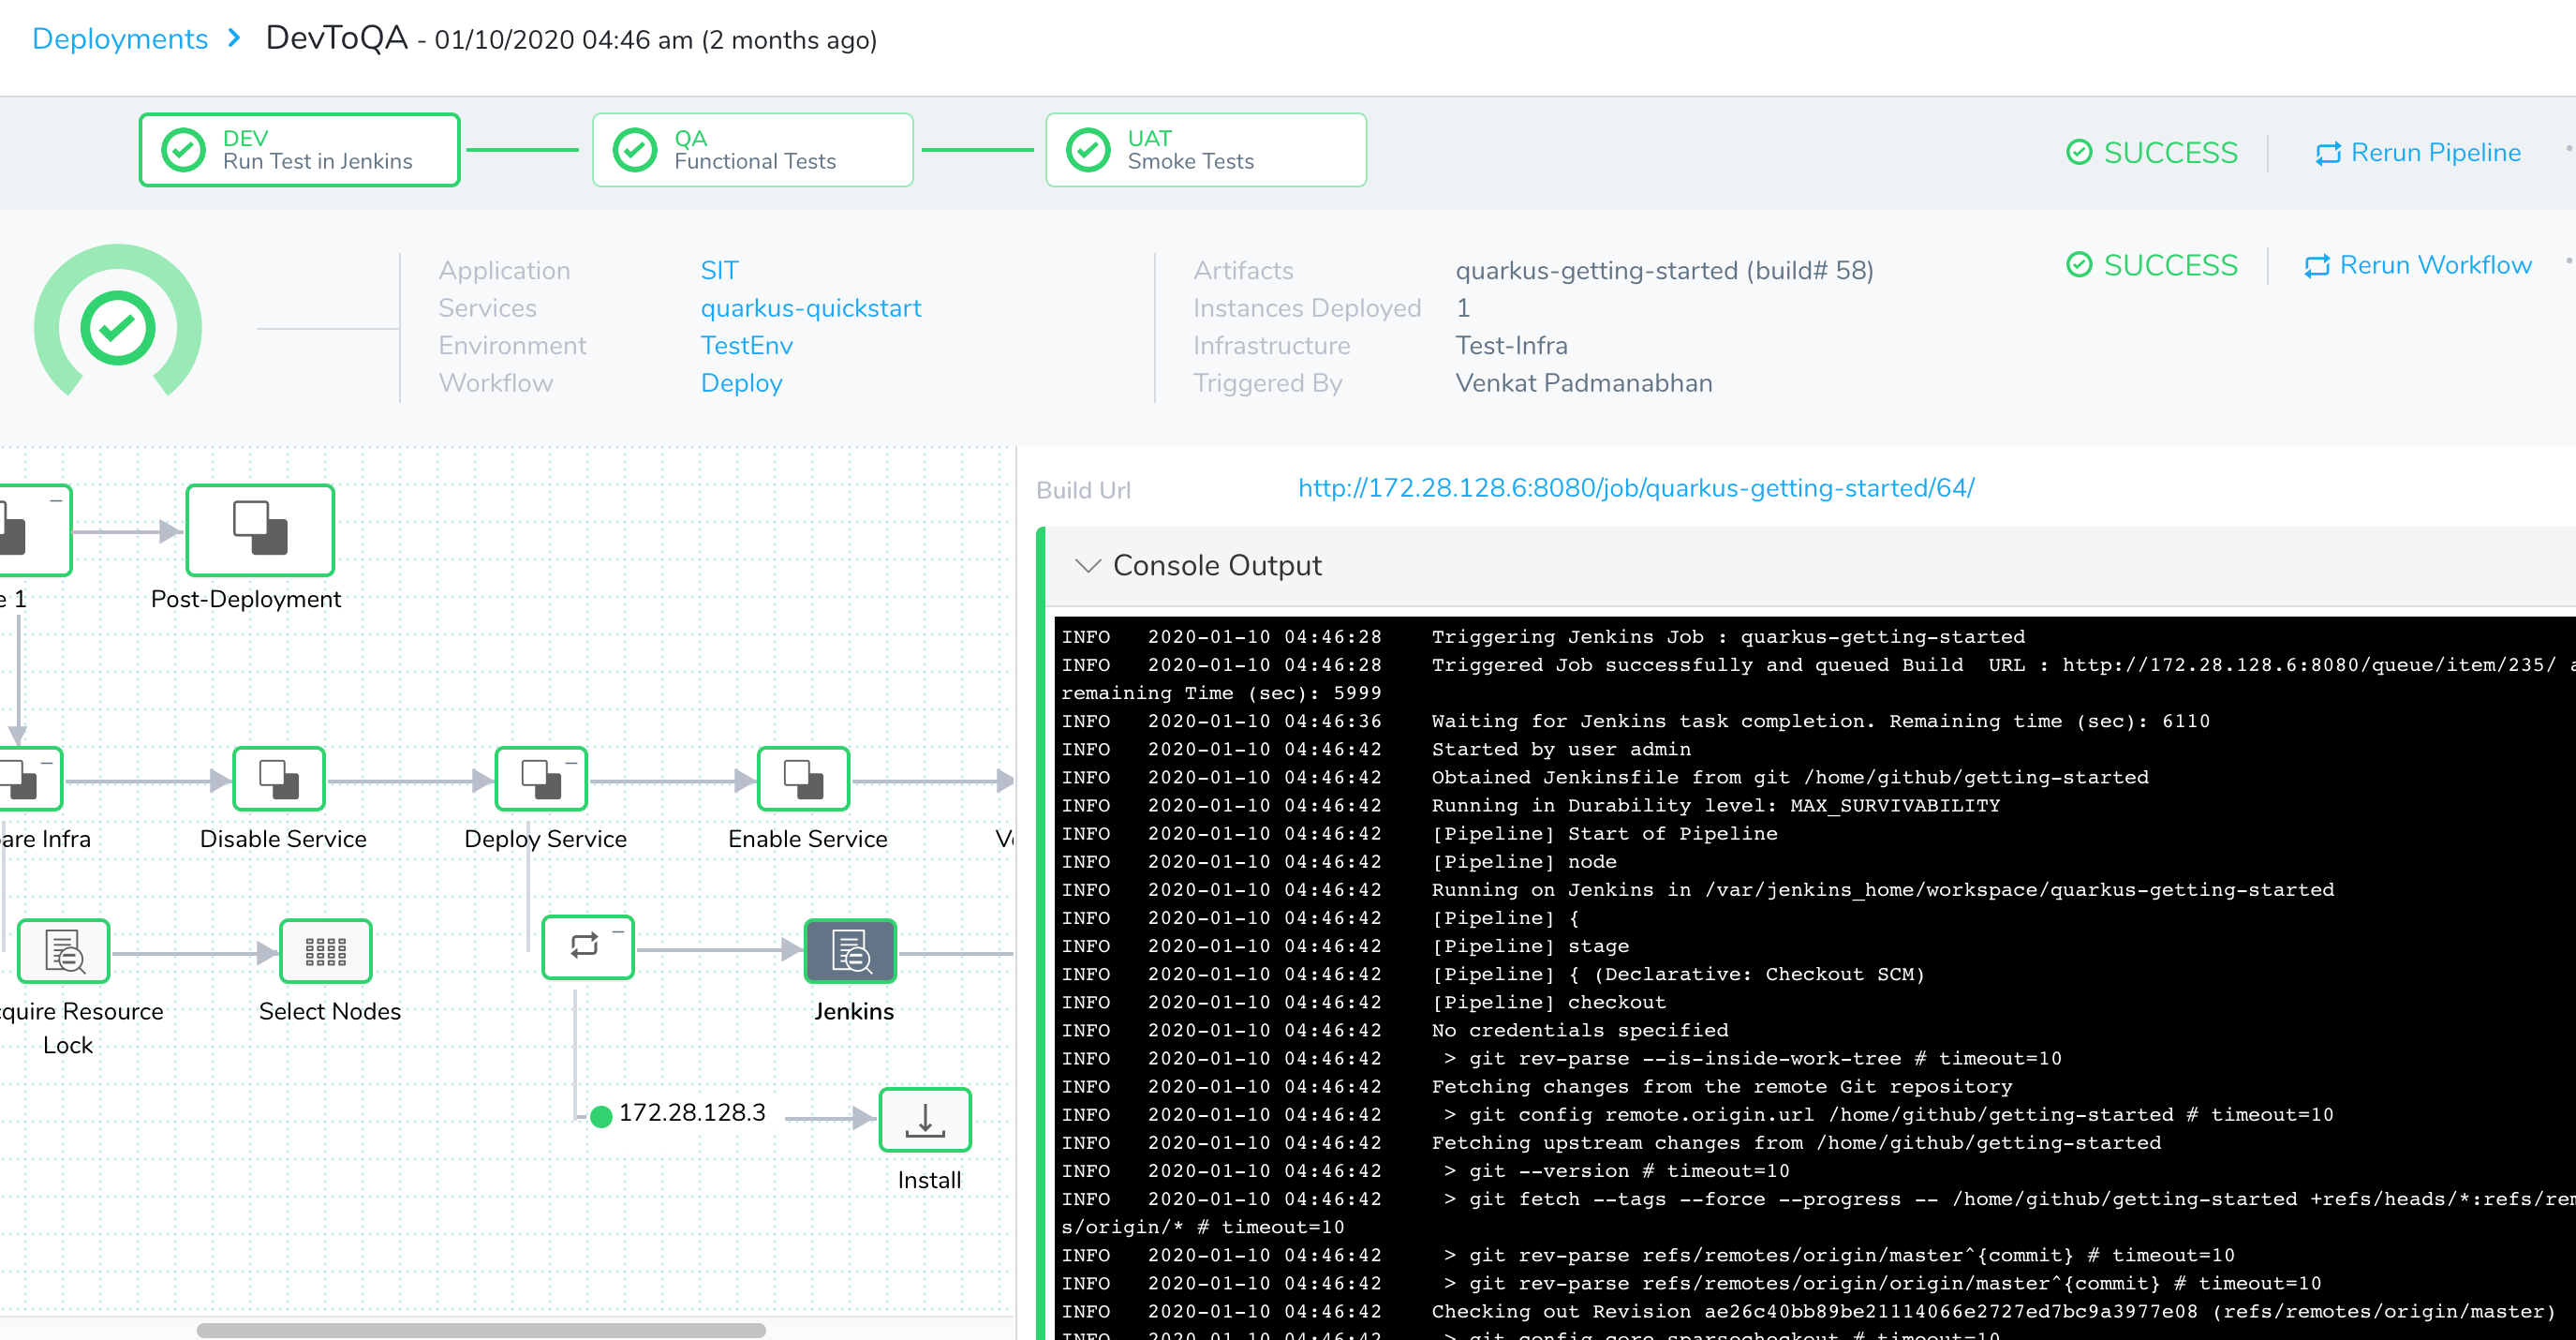 Deployments > DevToQA - 01/10/2020 04:46 am (2 months ago)
DEV
Run Test in Jenkins
QA
Functional Tests
UAT
Smoke Tests
SUCCESS
Rerun Pipeline
Application SIT
Services quarkus-quickstart
Environment TestEnv
Workflow Deploy
Artifacts quarkus-getting-started (build# 58)
Instances Deployed 1
Infrastructure Test-Infra
Triggered By Venkat Padmanabhan
SUCCESS
Rerun Workflow
e 1
Post-Deployment
are Infra
Disable Service
Deploy Service
Enable Service
cquire Resource
Lock
Select Nodes
Jenkins
172.28.128.3
Install
Build Url http://172.28.128.6:8080/job/quarkus-getting-started/64/
Console Output
INFO 2020-01-10 04:46:28 Triggering Jenkins Job : quarkus-getting-started
INFO 2020-01-10 04:46:28 Triggered Job successfully and queued Build URL : http://172.28.128.6:8080/queue/item/235/
remaining Time (sec): 5999
INFO 2020-01-10 04:46:36 Waiting for Jenkins task completion. Remaining time (sec): 6110
INFO 2020-01-10 04:46:42 Started by user admin
INFO 2020-01-10 04:46:42 Obtained Jenkinsfile from git /home/github/getting-started
INFO 2020-01-10 04:46:42 Running in Durability level: MAX_SURVIVABILITY
INFO 2020-01-10 04:46:42 [Pipeline] Start of Pipeline
INFO 2020-01-10 04:46:42 [Pipeline] node
INFO 2020-01-10 04:46:42 Running on Jenkins in /var/jenkins_home/workspace/quarkus-getting-started
INFO 2020-01-10 04:46:42 [Pipeline] {
INFO 2020-01-10 04:46:42 [Pipeline] stage
INFO 2020-01-10 04:46:42 [Pipeline] { (Declarative: Checkout SCM)
INFO 2020-01-10 04:46:42 [Pipeline] checkout
INFO 2020-01-10 04:46:42 No credentials specified
INFO 2020-01-10 04:46:42 > git rev-parse --is-inside-work-tree # timeout=10
INFO 2020-01-10 04:46:42 Fetching changes from the remote Git repository
INFO 2020-01-10 04:46:42 > git config remote.origin.url /home/github/getting-started # timeout=10
INFO 2020-01-10 04:46:42 Fetching upstream changes from /home/github/getting-started
INFO 2020-01-10 04:46:42 > git --version # timeout=10
INFO 2020-01-10 04:46:42 > git fetch --tags --force --progress -- /home/github/getting-started +refs/heads/*:refs/rem
s/origin/* # timeout=10
INFO 2020-01-10 04:46:42 > git rev-parse refs/remotes/origin/master^{commit} # timeout=10
INFO 2020-01-10 04:46:42 > git rev-parse refs/remotes/origin/origin/master^{commit} # timeout=10
INFO 2020-01-10 04:46:42 Checking out Revision ae26c40bb89be21114066e2727ed7bc9a3977e08 (refs/remotes/origin/master)
INFO 2020-01-10 04:46:42 > git config core.sparsecheckout # timeout=10